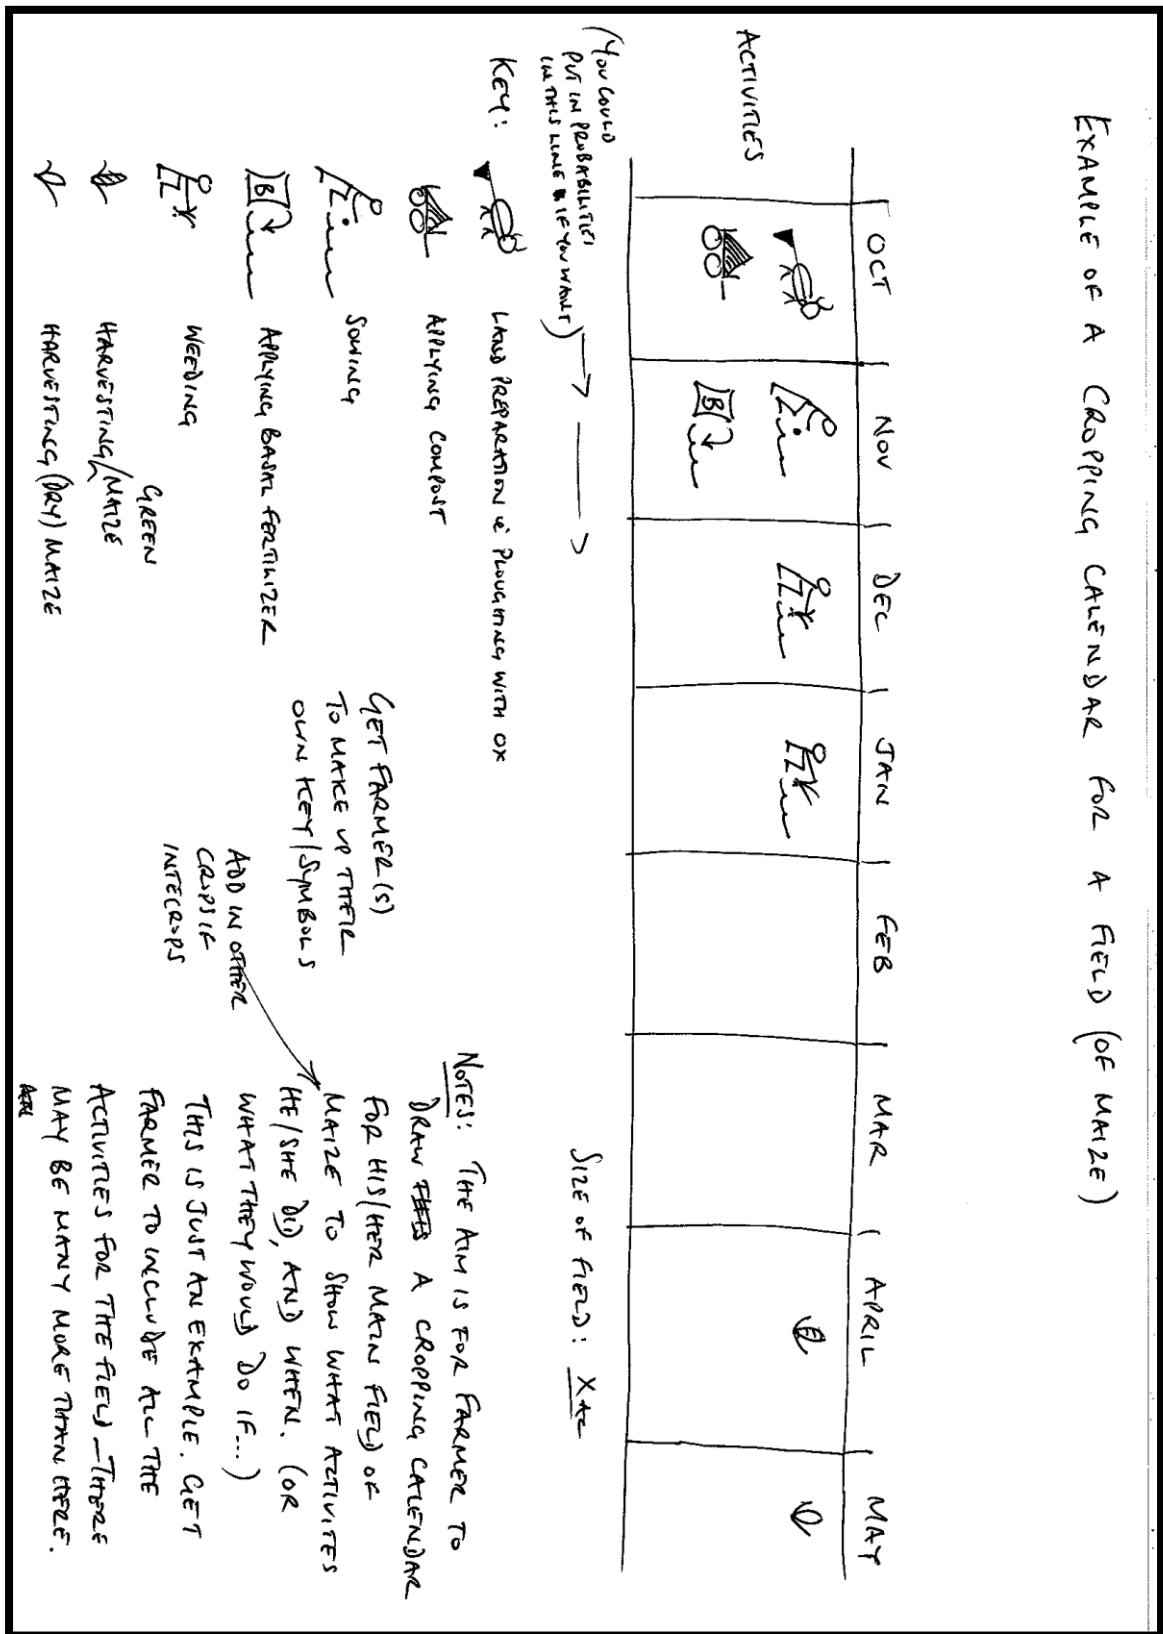 EXAMPLE OF A CROPPING CALENDAR FOR A FIELD (OF MAIZE)
OCT NOV DEC JAN FEB MAR APRIL MAY
ACTIVITIES
B
(YOU COULD
PUT IN PROBABILITIES
IN THIS LINE IF YOU WANT)
SIZE OF FIELD: X AC
KEY:
LAND PREPARATION ie PLOUGHING WITH OX
APPLYING COMPOST
SOWING
B APPLYING BASAL FERTILIZER
WEEDING
GREEN
HARVESTING MAIZE
HARVESTING (DRY) MAIZE
GET FARMER(S)
TO MAKE UP THEIR
OWN KEY/SYMBOLS
ADD IN OTHER
CROPS IF
INTECROPS
NOTES: THE AIM IS FOR FARMER TO
DRAW THIS A CROPPING CALENDAR
FOR HIS/HER MAIN FIELD OF
MAIZE TO SHOW WHAT ACTIVITES
HE/SHE DID, AND WHEN. (OR
WHAT THEY WOULD DO IF...)
THIS IS JUST AN EXAMPLE. GET
FARMER TO INCLUDE ALL THE
ACTIVITIES FOR THE FIELD – THERE
MAY BE MANY MORE THAN HERE.